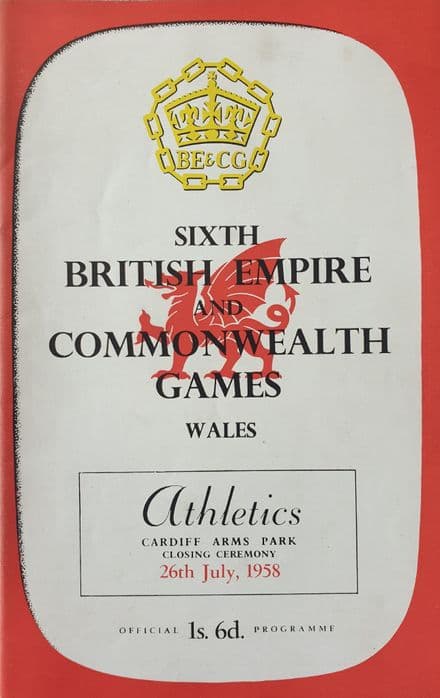 BE&CG
SIXTH
BRITISH EMPIRE
AND
COMMONWEALTH
GAMES
WALES
Athletics
CARDIFF ARMS PARK
CLOSING CEREMONY
26th July, 1958
OFFICIAL 1s. 6d. PROGRAMME